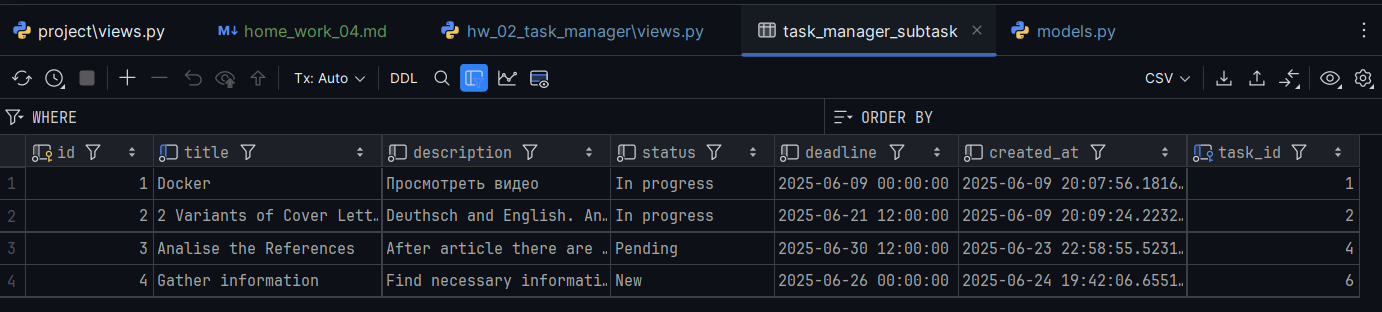 project\views.py home_work_04.md hw_02_task_manager\views.py task_manager_subtask models.py
Tx: Auto DDL CSV
WHERE ORDER BY
id title description status deadline created_at task_id
1 1 Docker Просмотреть видео In progress 2025-06-09 00:00:00 2025-06-09 20:07:56.1816… 1
2 2 2 Variants of Cover Lett… Deuthsch and English. An… In progress 2025-06-21 12:00:00 2025-06-09 20:09:24.2232… 2
3 3 Analise the References After article there are … Pending 2025-06-30 12:00:00 2025-06-23 22:58:55.5231… 4
4 4 Gather information Find necessary informati… New 2025-06-26 00:00:00 2025-06-24 19:42:06.6551… 6